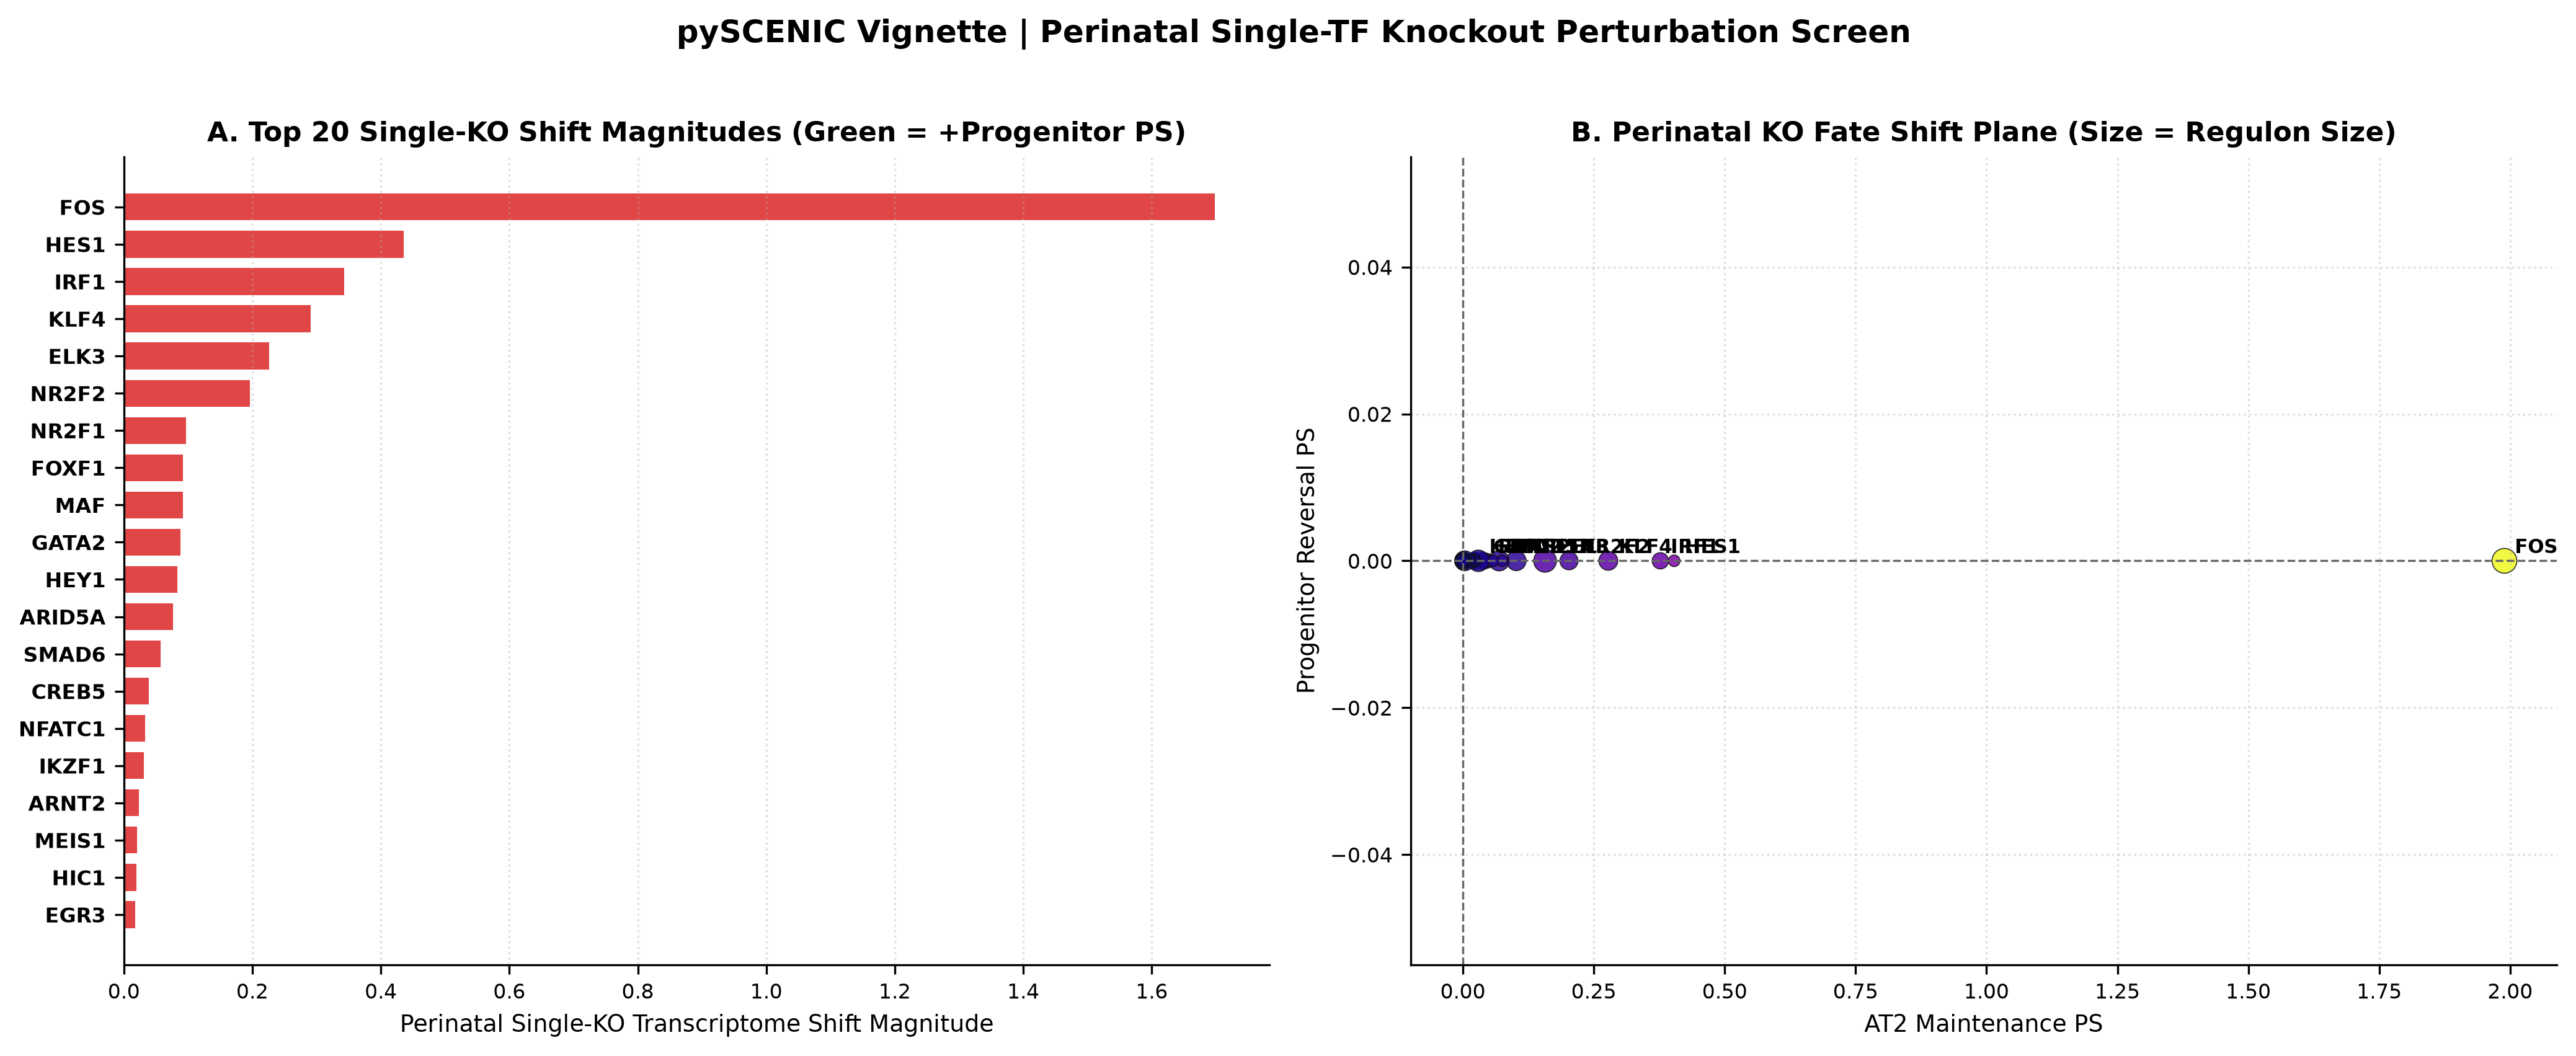 pySCENIC Vignette | Perinatal Single-TF Knockout Perturbation Screen
A. Top 20 Single-KO Shift Magnitudes (Green = +Progenitor PS)
FOS
HES1
IRF1
KLF4
ELK3
NR2F2
NR2F1
FOXF1
MAF
GATA2
HEY1
ARID5A
SMAD6
CREB5
NFATC1
IKZF1
ARNT2
MEIS1
HIC1
EGR3
0.0 0.2 0.4 0.6 0.8 1.0 1.2 1.4 1.6
Perinatal Single-KO Transcriptome Shift Magnitude
B. Perinatal KO Fate Shift Plane (Size = Regulon Size)
Progenitor Reversal PS
0.04
0.02
0.00
−0.02
−0.04
KLF4 IRF1 HES1 FOS
0.00 0.25 0.50 0.75 1.00 1.25 1.50 1.75 2.00
AT2 Maintenance PS